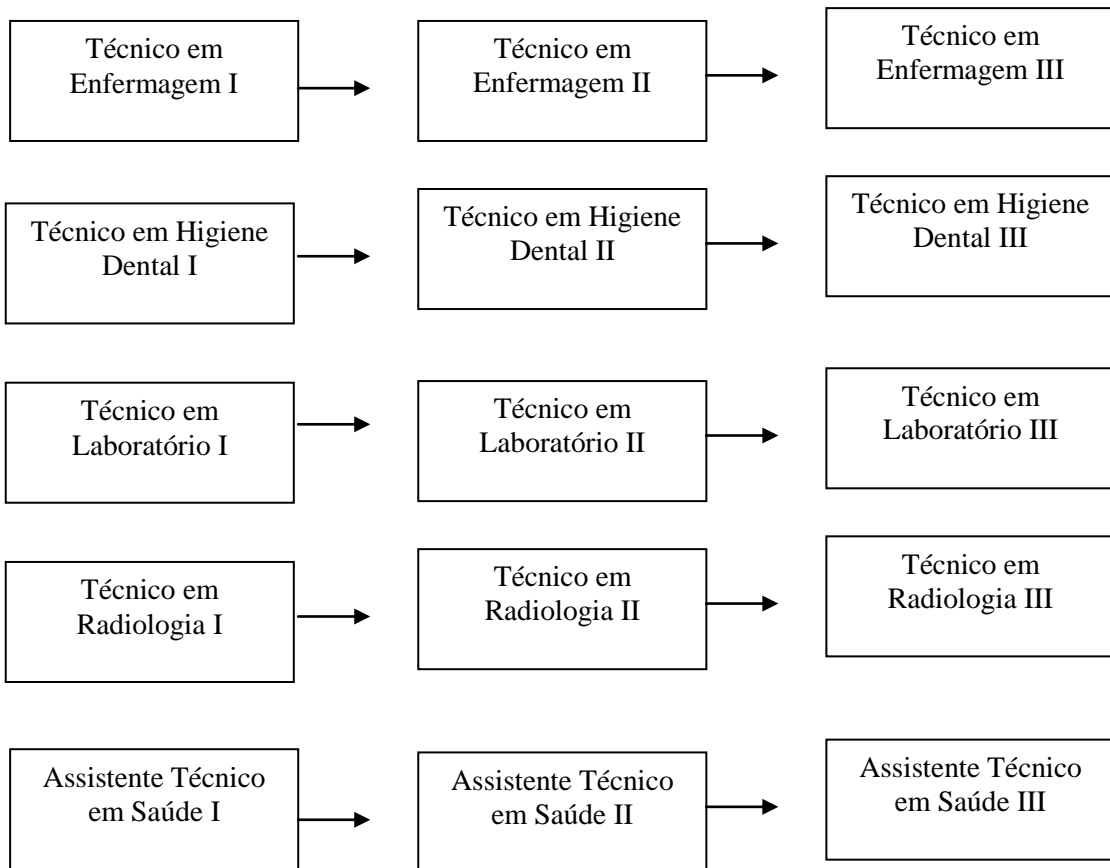 Técnico em
Enfermagem I
Técnico em
Enfermagem II
Técnico em
Enfermagem III
Técnico em Higiene
Dental I
Técnico em Higiene
Dental II
Técnico em Higiene
Dental III
Técnico em
Laboratório I
Técnico em
Laboratório II
Técnico em
Laboratório III
Técnico em
Radiologia I
Técnico em
Radiologia II
Técnico em
Radiologia III
Assistente Técnico
em Saúde I
Assistente Técnico
em Saúde II
Assistente Técnico
em Saúde III